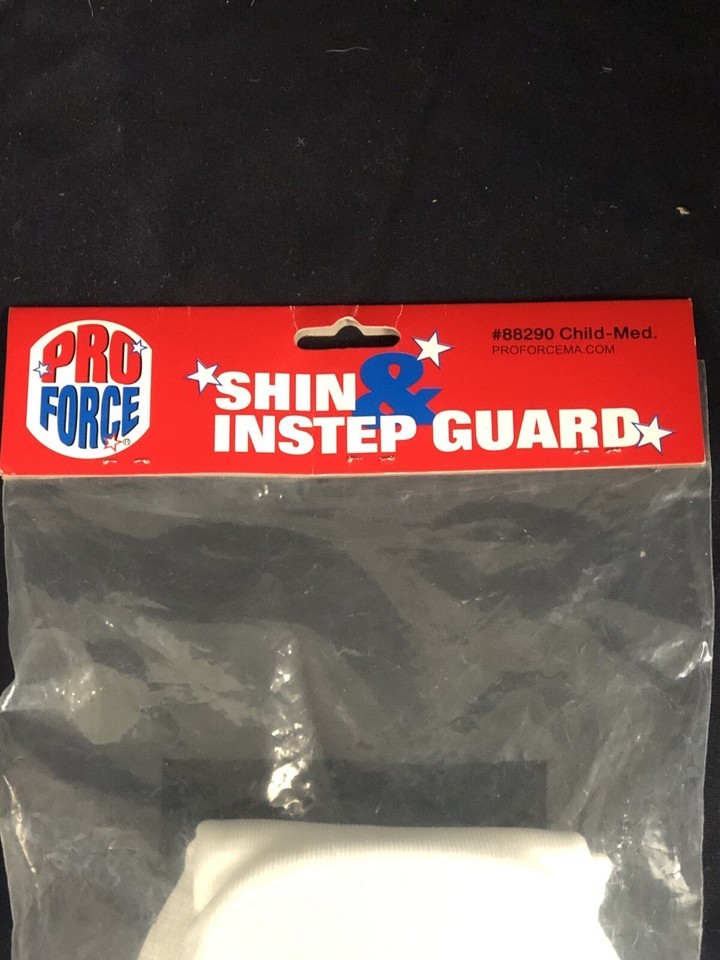 PRO
FORCE®
SHIN &
INSTEP GUARD
#88290 Child-Med.
PROFORCEMA.COM